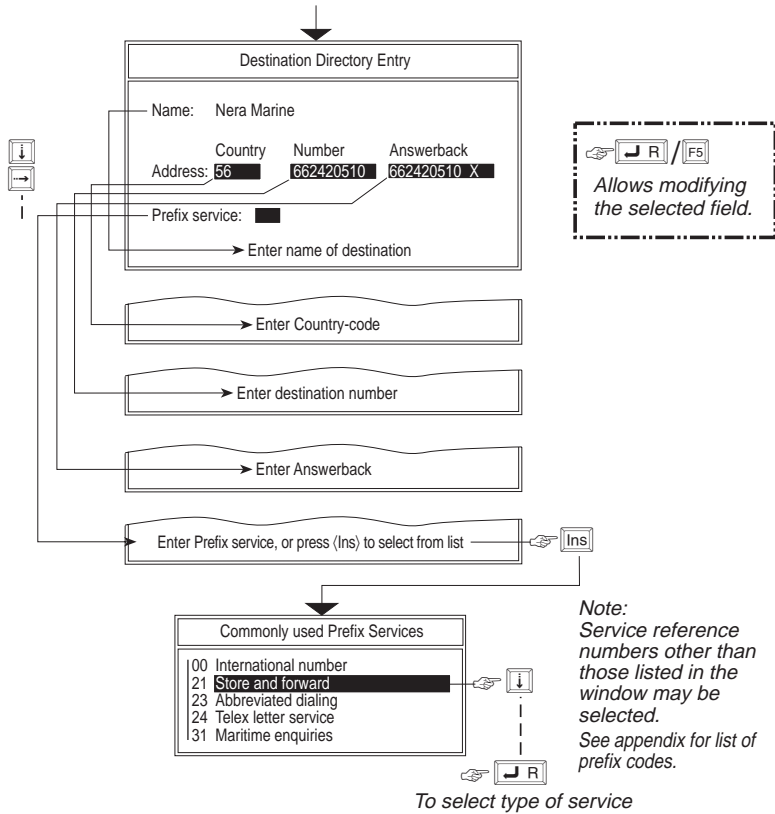 Destination Directory Entry
Name: Nera Marine
Country Number Answerback
Address: 56 662420510 662420510 X
Prefix service:
Enter name of destination
↵ R / F5
Allows modifying
the selected field.
Enter Country-code
Enter destination number
Enter Answerback
Enter Prefix service, or press ⟨Ins⟩ to select from list
Ins
Commonly used Prefix Services
00 International number
21 Store and forward
23 Abbreviated dialing
24 Telex letter service
31 Maritime enquiries
↵ R
To select type of service
Note:
Service reference
numbers other than
those listed in the
window may be
selected.
See appendix for list of
prefix codes.